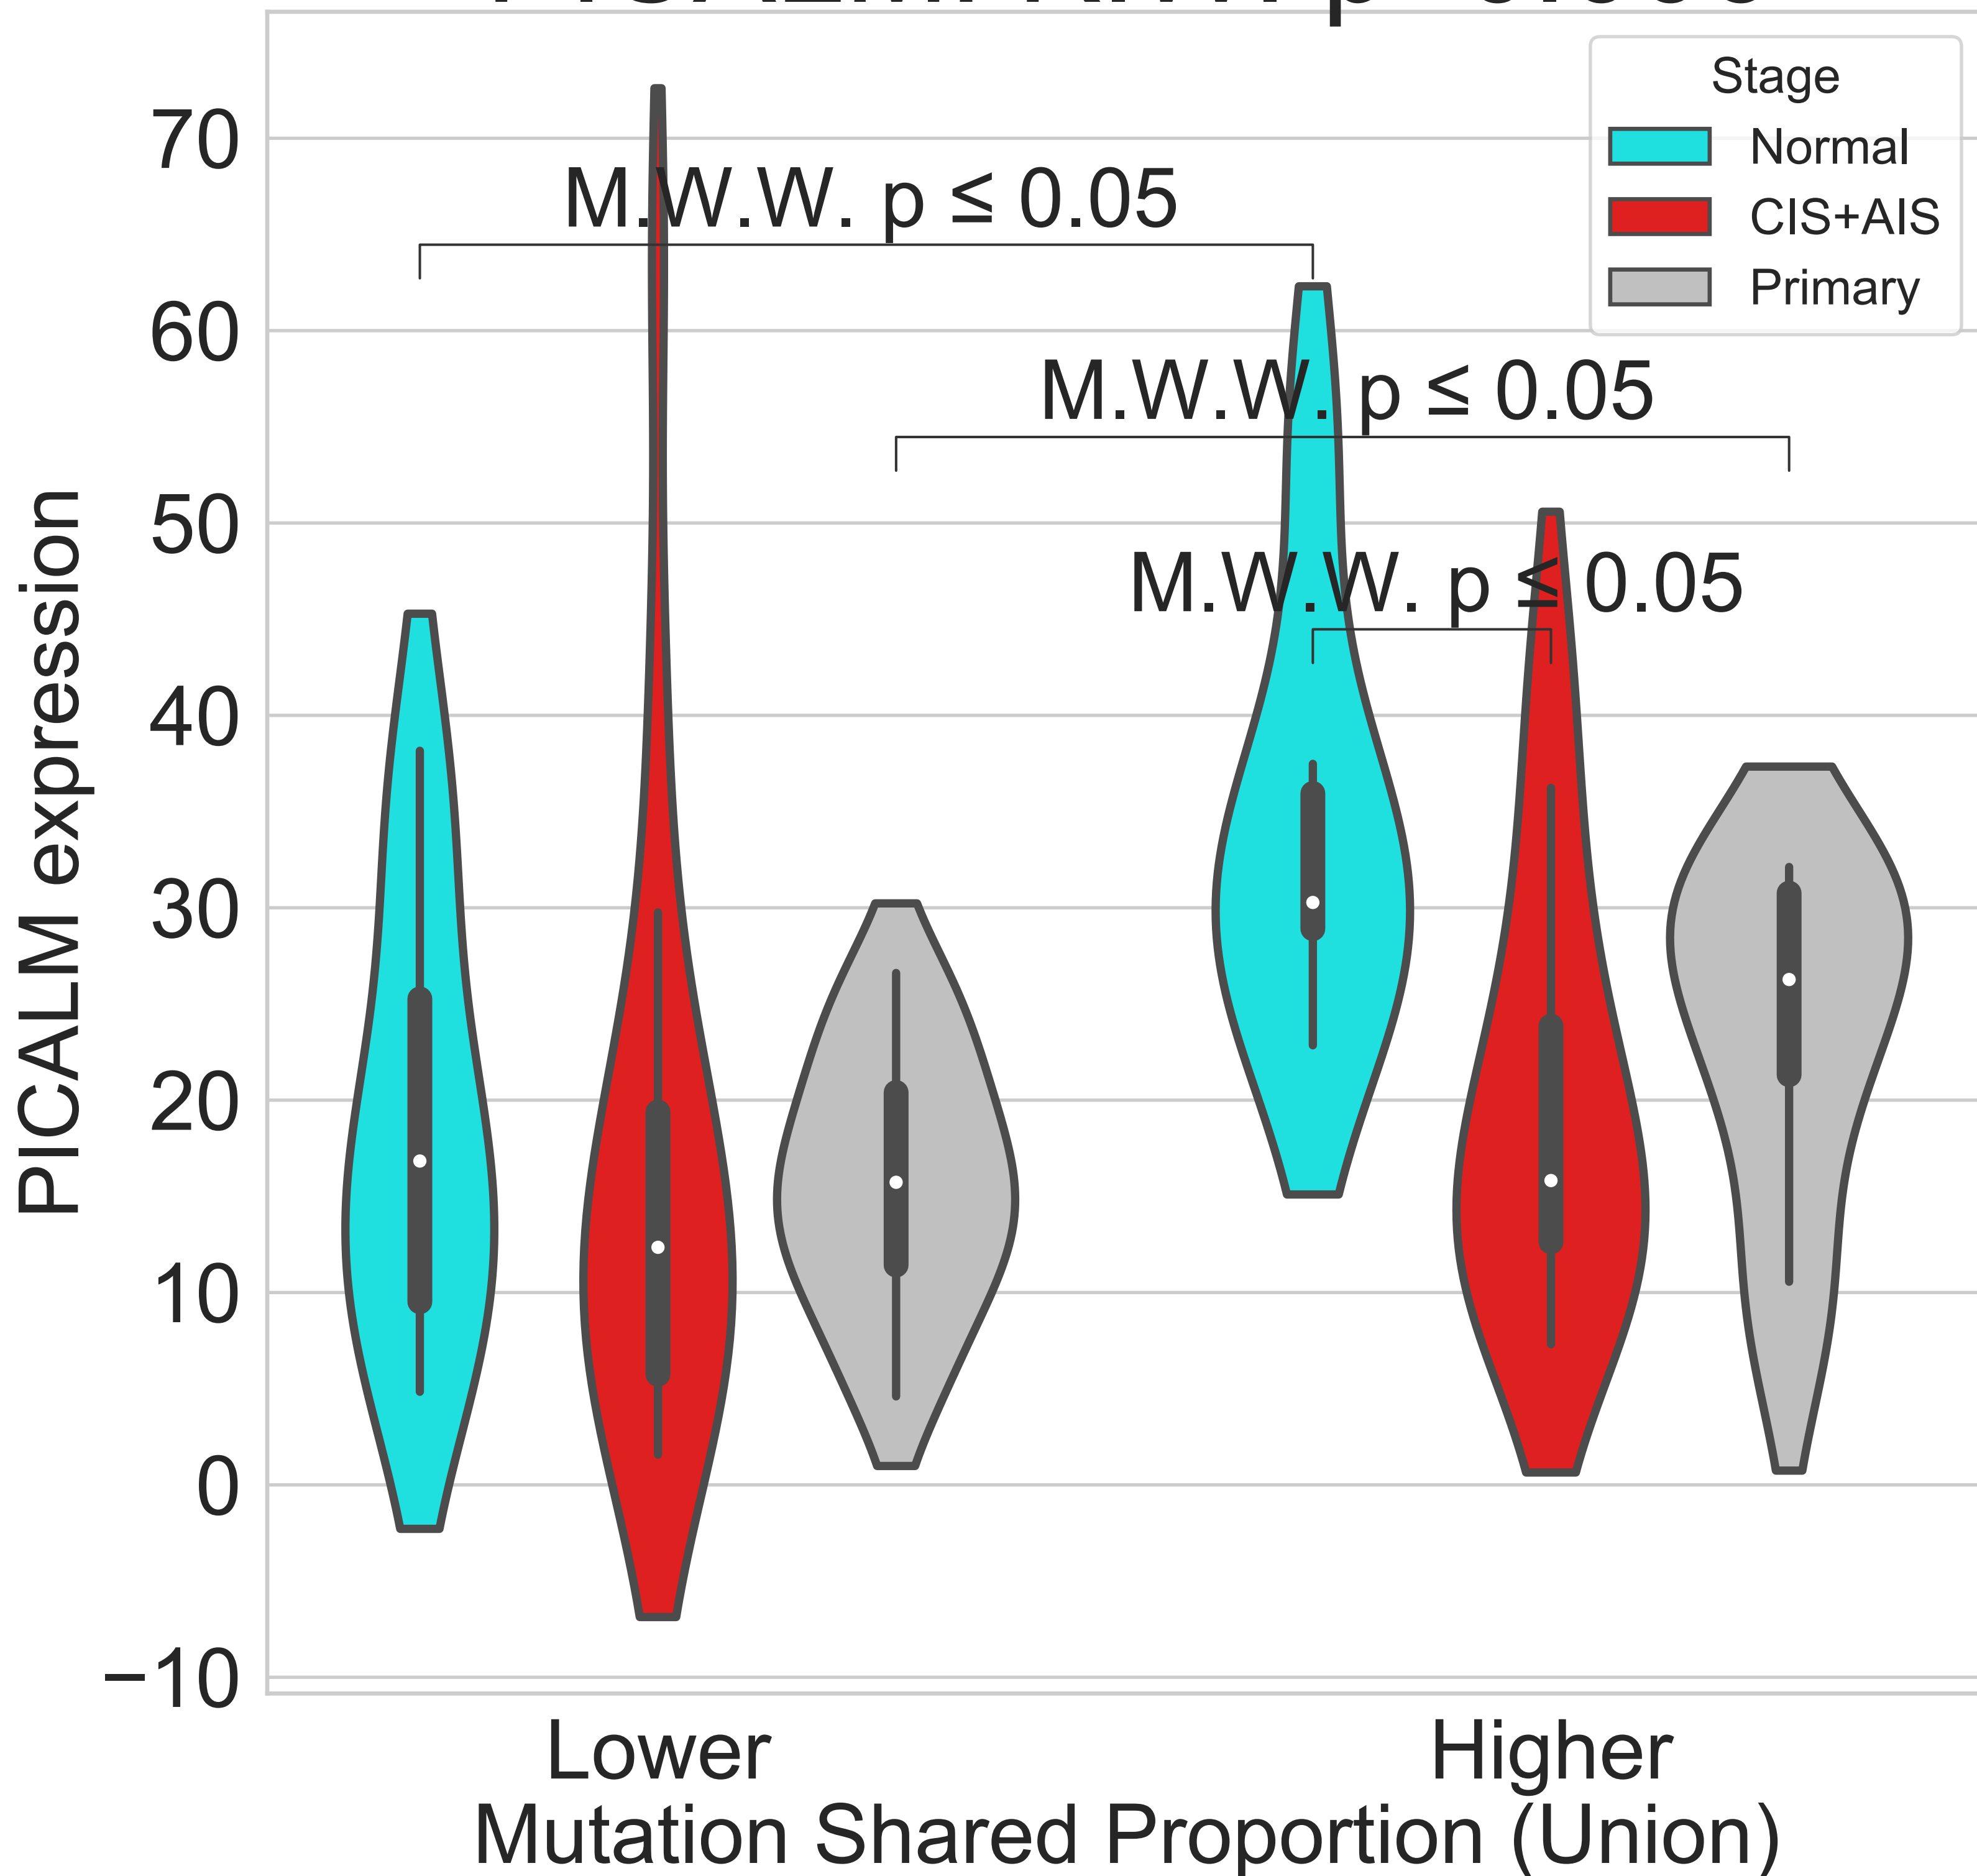 Stage
Normal
CIS+AIS
Primary
M.W.W. p ≤ 0.05
M.W.W. p ≤ 0.05
M.W.W. p ≤ 0.05
70
60
50
40
30
20
10
0
−10
PICALM expression
Lower
Higher
Mutation Shared Proportion (Union)